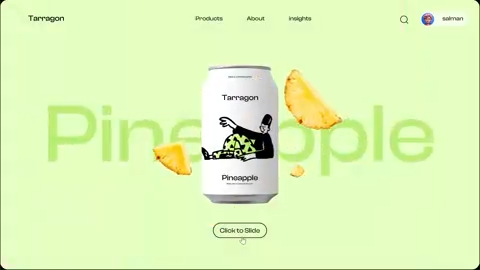 Tarragon
Products
About
Insights
salman
Pineapple
Tarragon
Pineapple
Click to Slide